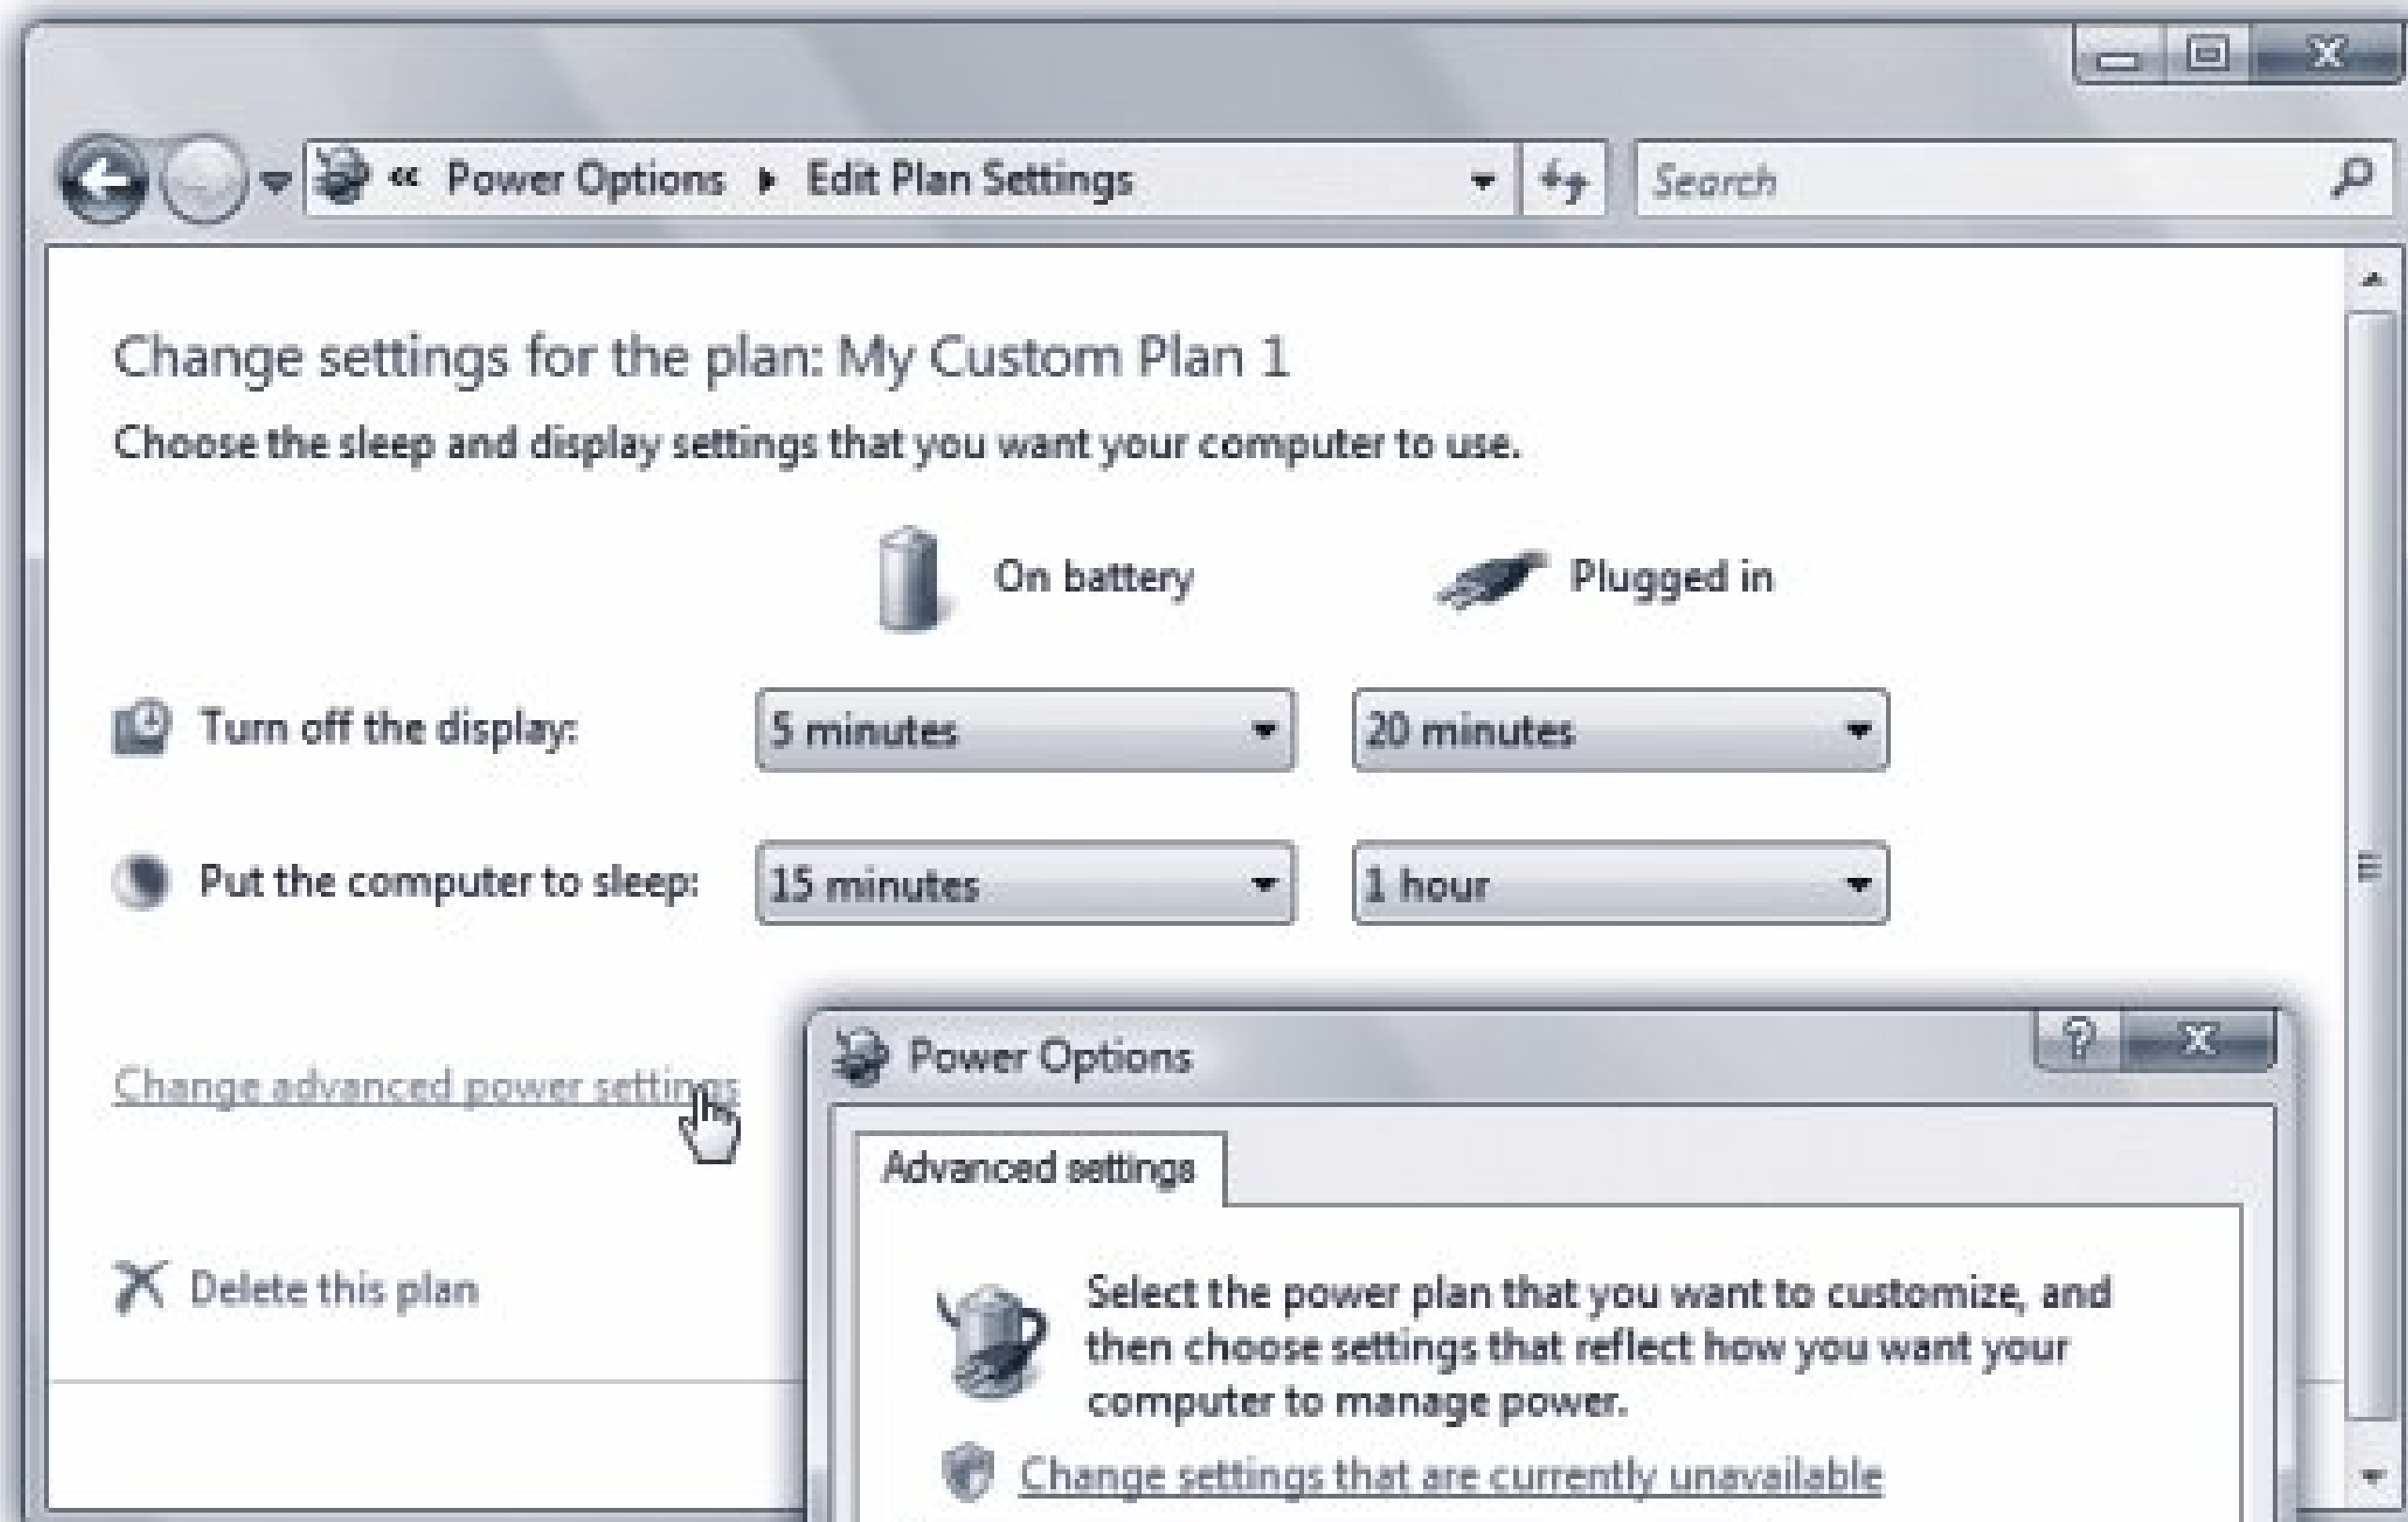 « Power Options ▸ Edit Plan Settings
Search
Change settings for the plan: My Custom Plan 1
Choose the sleep and display settings that you want your computer to use.
On battery Plugged in
Turn off the display: 5 minutes 20 minutes
Put the computer to sleep: 15 minutes 1 hour
Change advanced power settings
Delete this plan
Power Options
Advanced settings
Select the power plan that you want to customize, and
then choose settings that reflect how you want your
computer to manage power.
Change settings that are currently unavailable